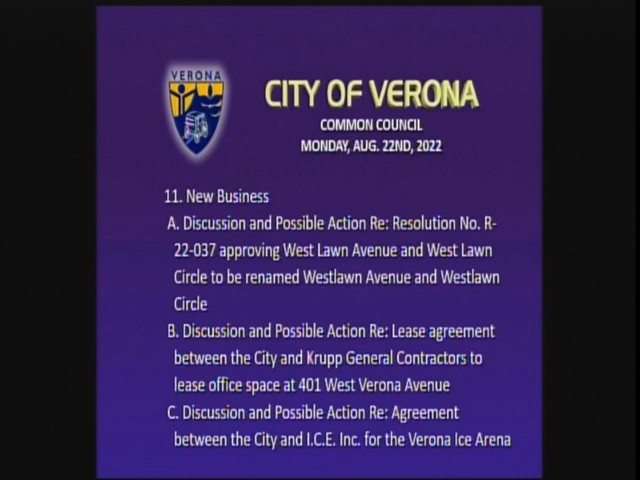 VERONA
CITY OF VERONA
COMMON COUNCIL
MONDAY, AUG. 22ND, 2022
11. New Business
A. Discussion and Possible Action Re: Resolution No. R-
22-037 approving West Lawn Avenue and West Lawn
Circle to be renamed Westlawn Avenue and Westlawn
Circle
B. Discussion and Possible Action Re: Lease agreement
between the City and Krupp General Contractors to
lease office space at 401 West Verona Avenue
C. Discussion and Possible Action Re: Agreement
between the City and I.C.E. Inc. for the Verona Ice Arena